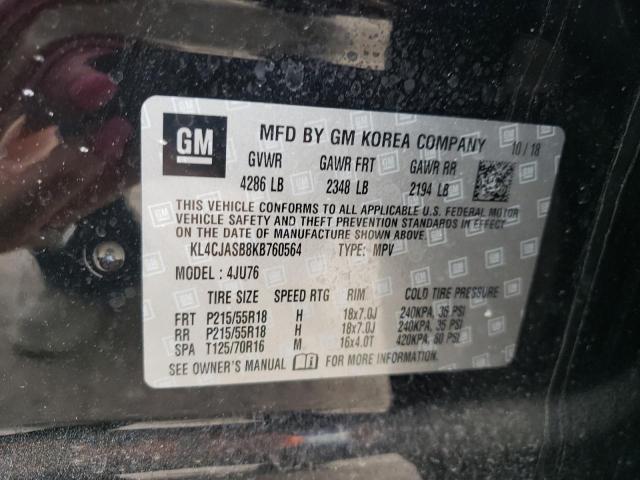 GM MFD BY GM KOREA COMPANY 10/18
GVWR GAWR FRT GAWR RR
4286 LB 2348 LB 2194 LB
THIS VEHICLE CONFORMS TO ALL APPLICABLE U.S. FEDERAL MOTOR
VEHICLE SAFETY AND THEFT PREVENTION STANDARDS IN EFFECT
ON THE DATE OF MANUFACTURE SHOWN ABOVE.
KL4CJASB8KB760564 TYPE: MPV
MODEL: 4JU76
TIRE SIZE SPEED RTG RIM COLD TIRE PRESSURE
FRT P215/55R18 H 18x7.0J 240KPA, 35 PSI
RR P215/55R18 H 18x7.0J 240KPA, 35 PSI
SPA T125/70R16 M 16x4.0T 420KPA, 60 PSI
SEE OWNER'S MANUAL FOR MORE INFORMATION.